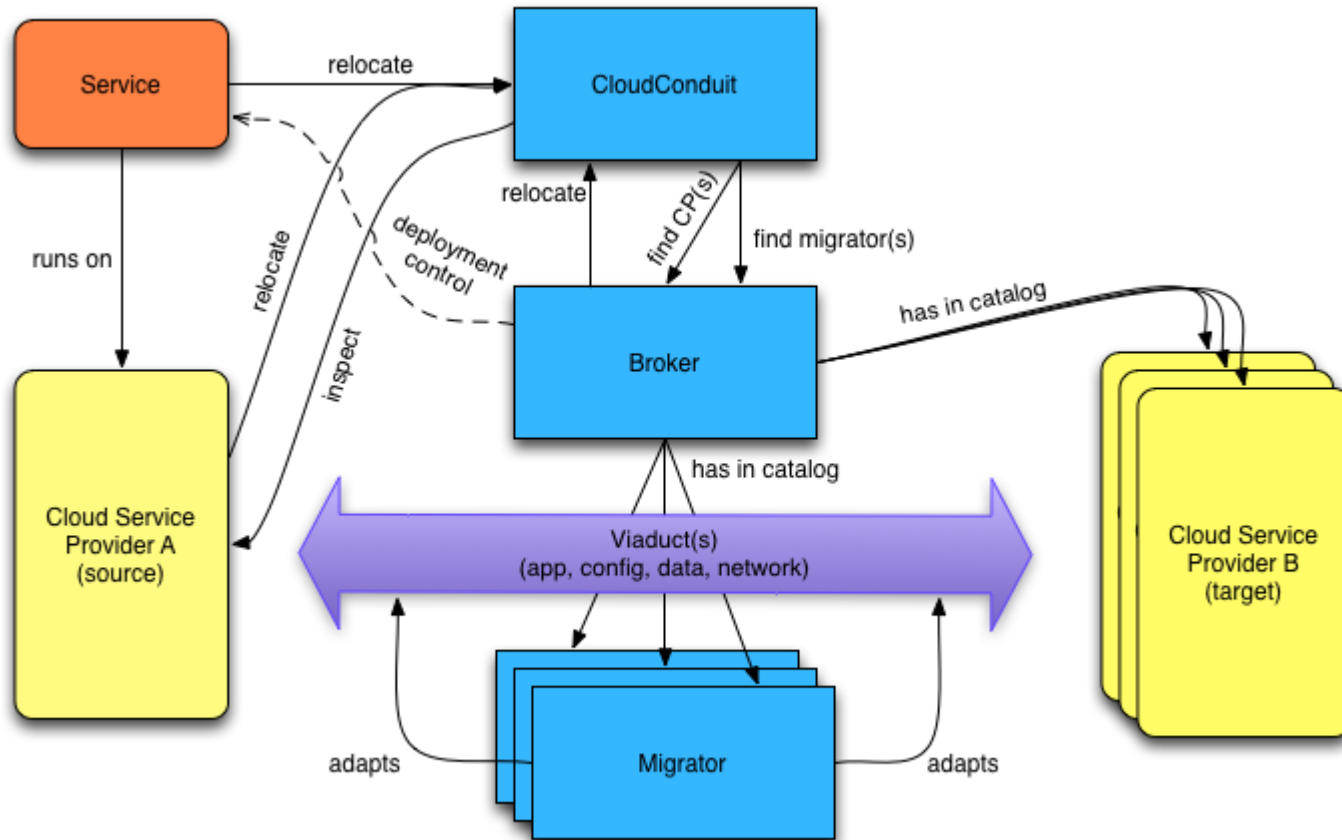 Service
relocate
CloudConduit
relocate
find CP(s)
find migrator(s)
deployment
control
runs on
relocate
inspect
has in catalog
Broker
has in catalog
Cloud Service
Provider A
(source)
Viaduct(s)
(app, config, data, network)
Cloud Service
Provider B
(target)
adapts
Migrator
adapts